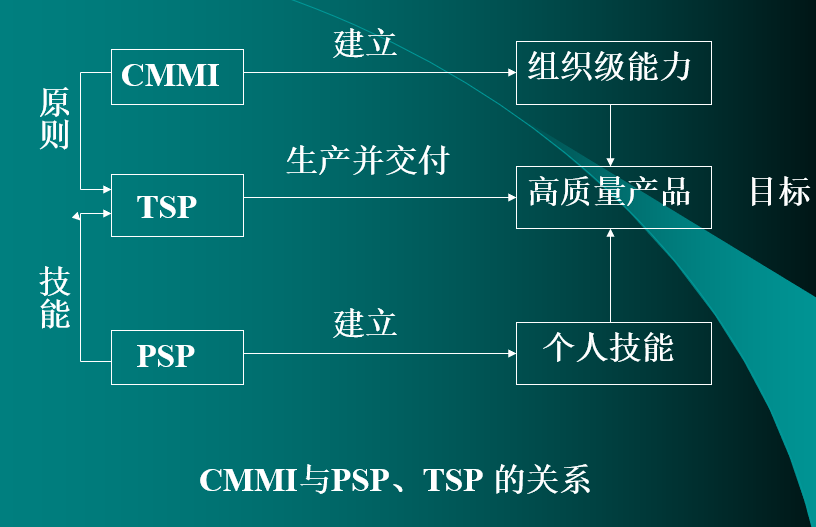 建立
CMMI
组织级能力
原则
生产并交付
TSP
高质量产品
目标
技能
建立
PSP
个人技能
CMMI与PSP、TSP 的关系